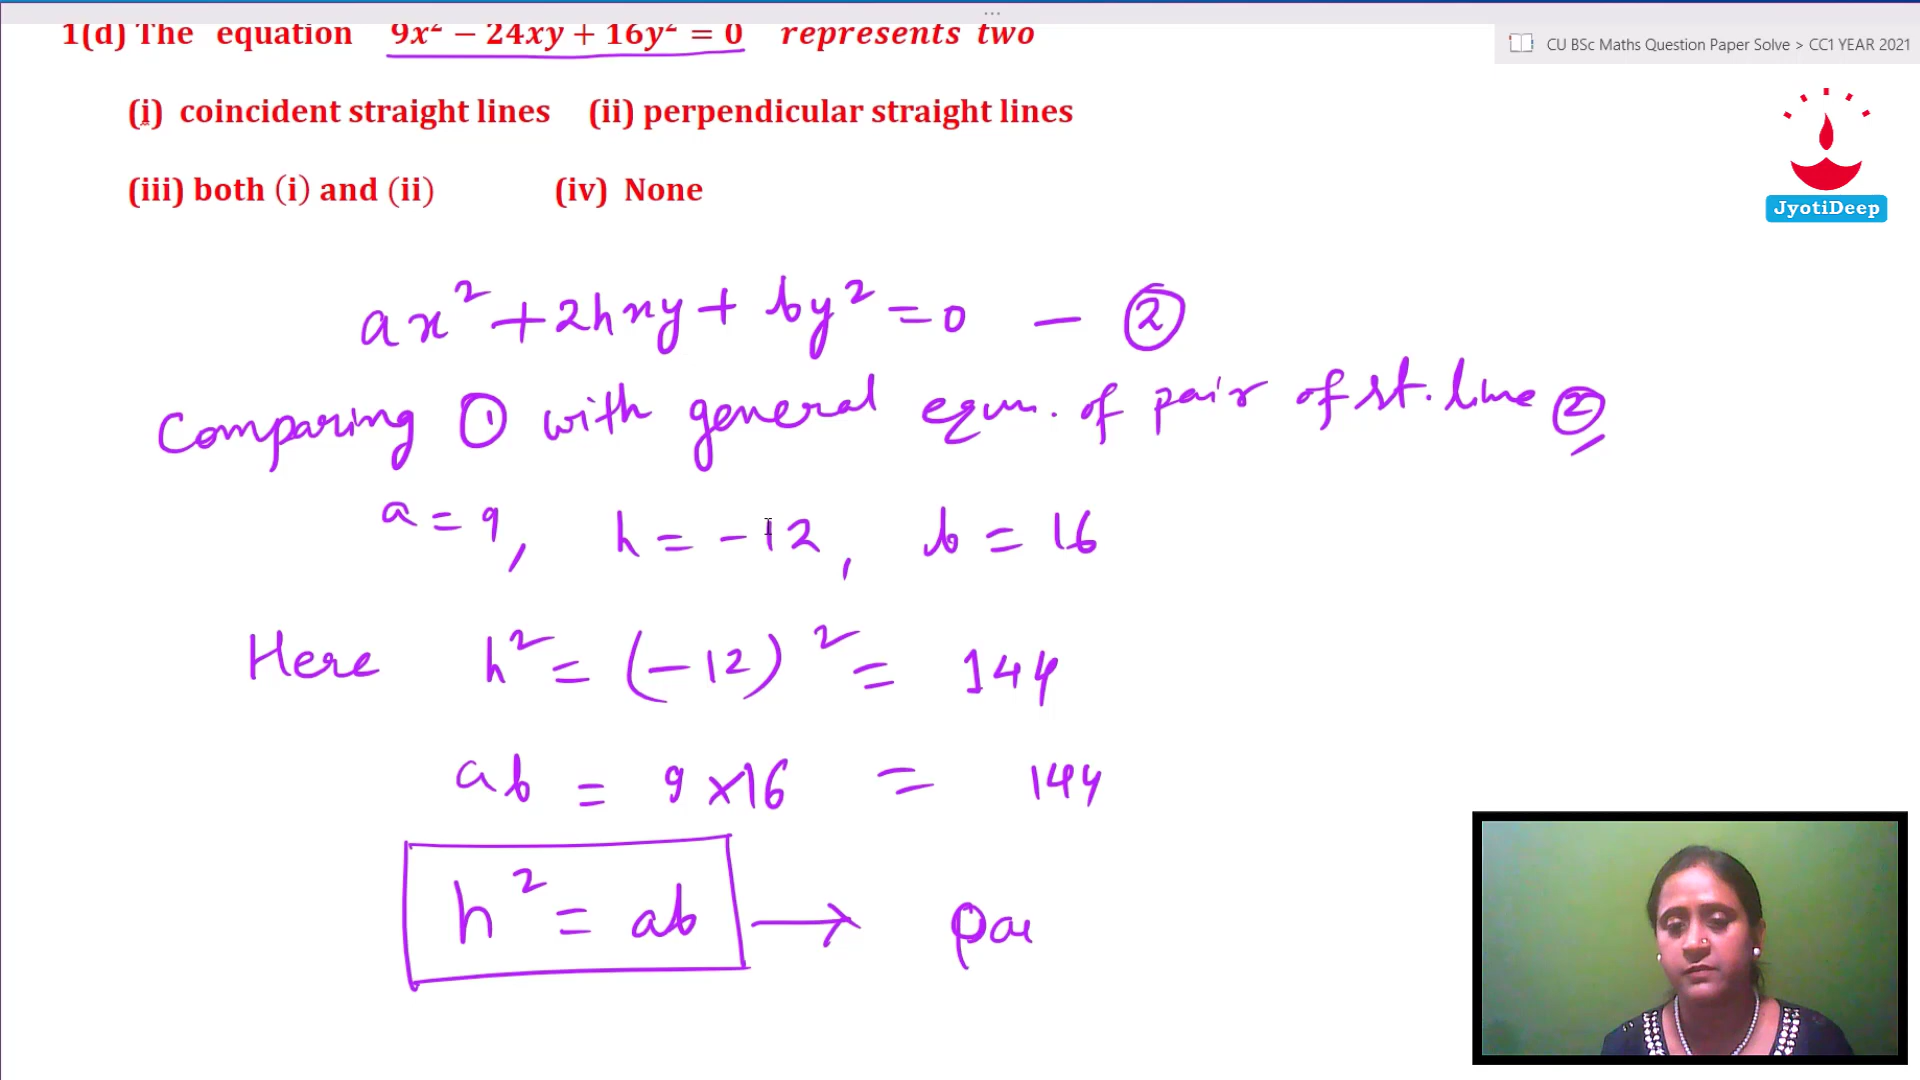 ...
1(d) The equation 9x² − 24xy + 16y² = 0 represents two
CU BSc Maths Question Paper Solve > CC1 YEAR 2021
(i) coincident straight lines (ii) perpendicular straight lines
(iii) both (i) and (ii) (iv) None
JyotiDeep
ax² + 2hxy + by² = 0 — ②
Comparing ① with general equn. of pair of st. line ②
a = 9, h = -12, b = 16
Here h² = (-12)² = 144
ab = 9 × 16 = 144
h² = ab → pa